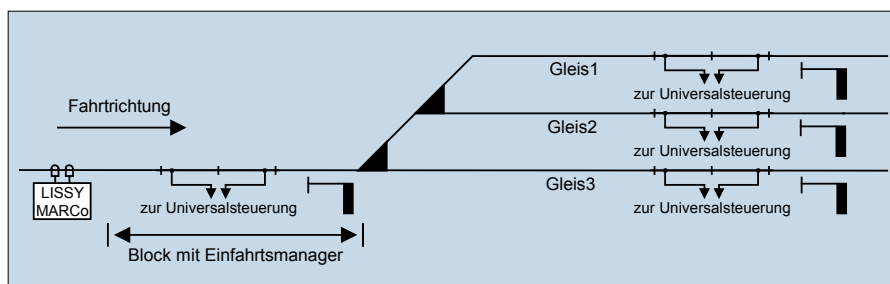 Gleis1
zur Universalsteuerung
Fahrtrichtung
Gleis2
zur Universalsteuerung
LISSY
MARCo
Gleis3
zur Universalsteuerung
zur Universalsteuerung
Block mit Einfahrtsmanager